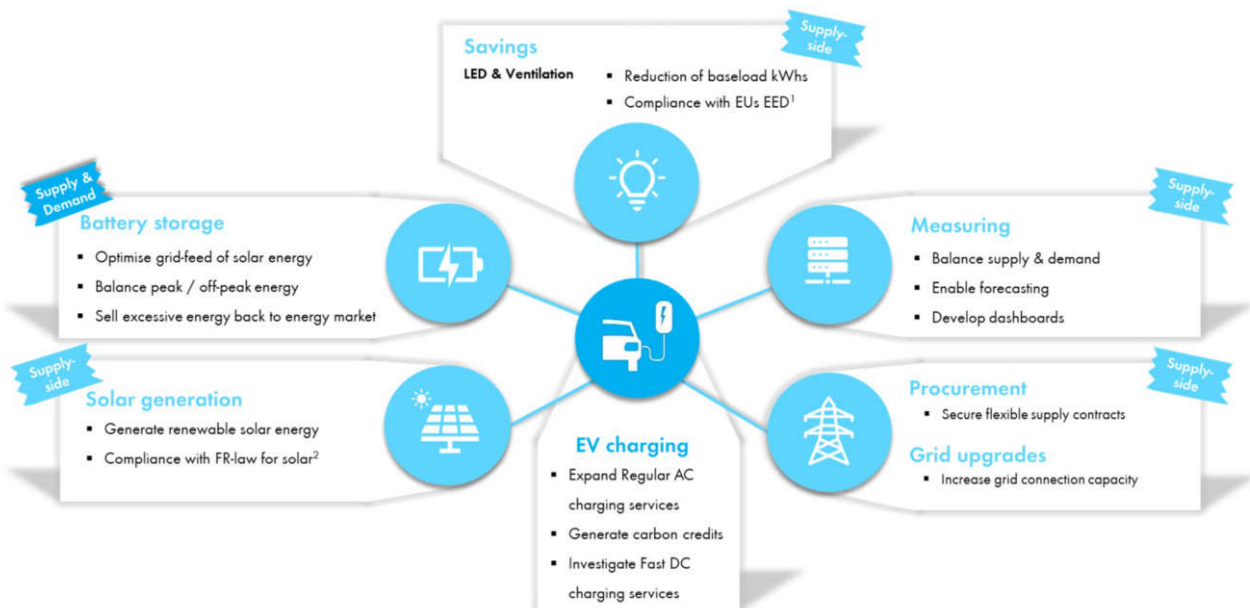 Supply-
side
Savings
LED & Ventilation
▪ Reduction of baseload kWhs
▪ Compliance with EUs EED¹
Supply &
Demand
Battery storage
▪ Optimise grid-feed of solar energy
▪ Balance peak / off-peak energy
▪ Sell excessive energy back to energy market
Supply-
side
Measuring
▪ Balance supply & demand
▪ Enable forecasting
▪ Develop dashboards
Supply-
side
Solar generation
▪ Generate renewable solar energy
▪ Compliance with FR-law for solar²
Supply-
side
Procurement
▪ Secure flexible supply contracts
Grid upgrades
▪ Increase grid connection capacity
EV charging
▪ Expand Regular AC
charging services
▪ Generate carbon credits
▪ Investigate Fast DC
charging services